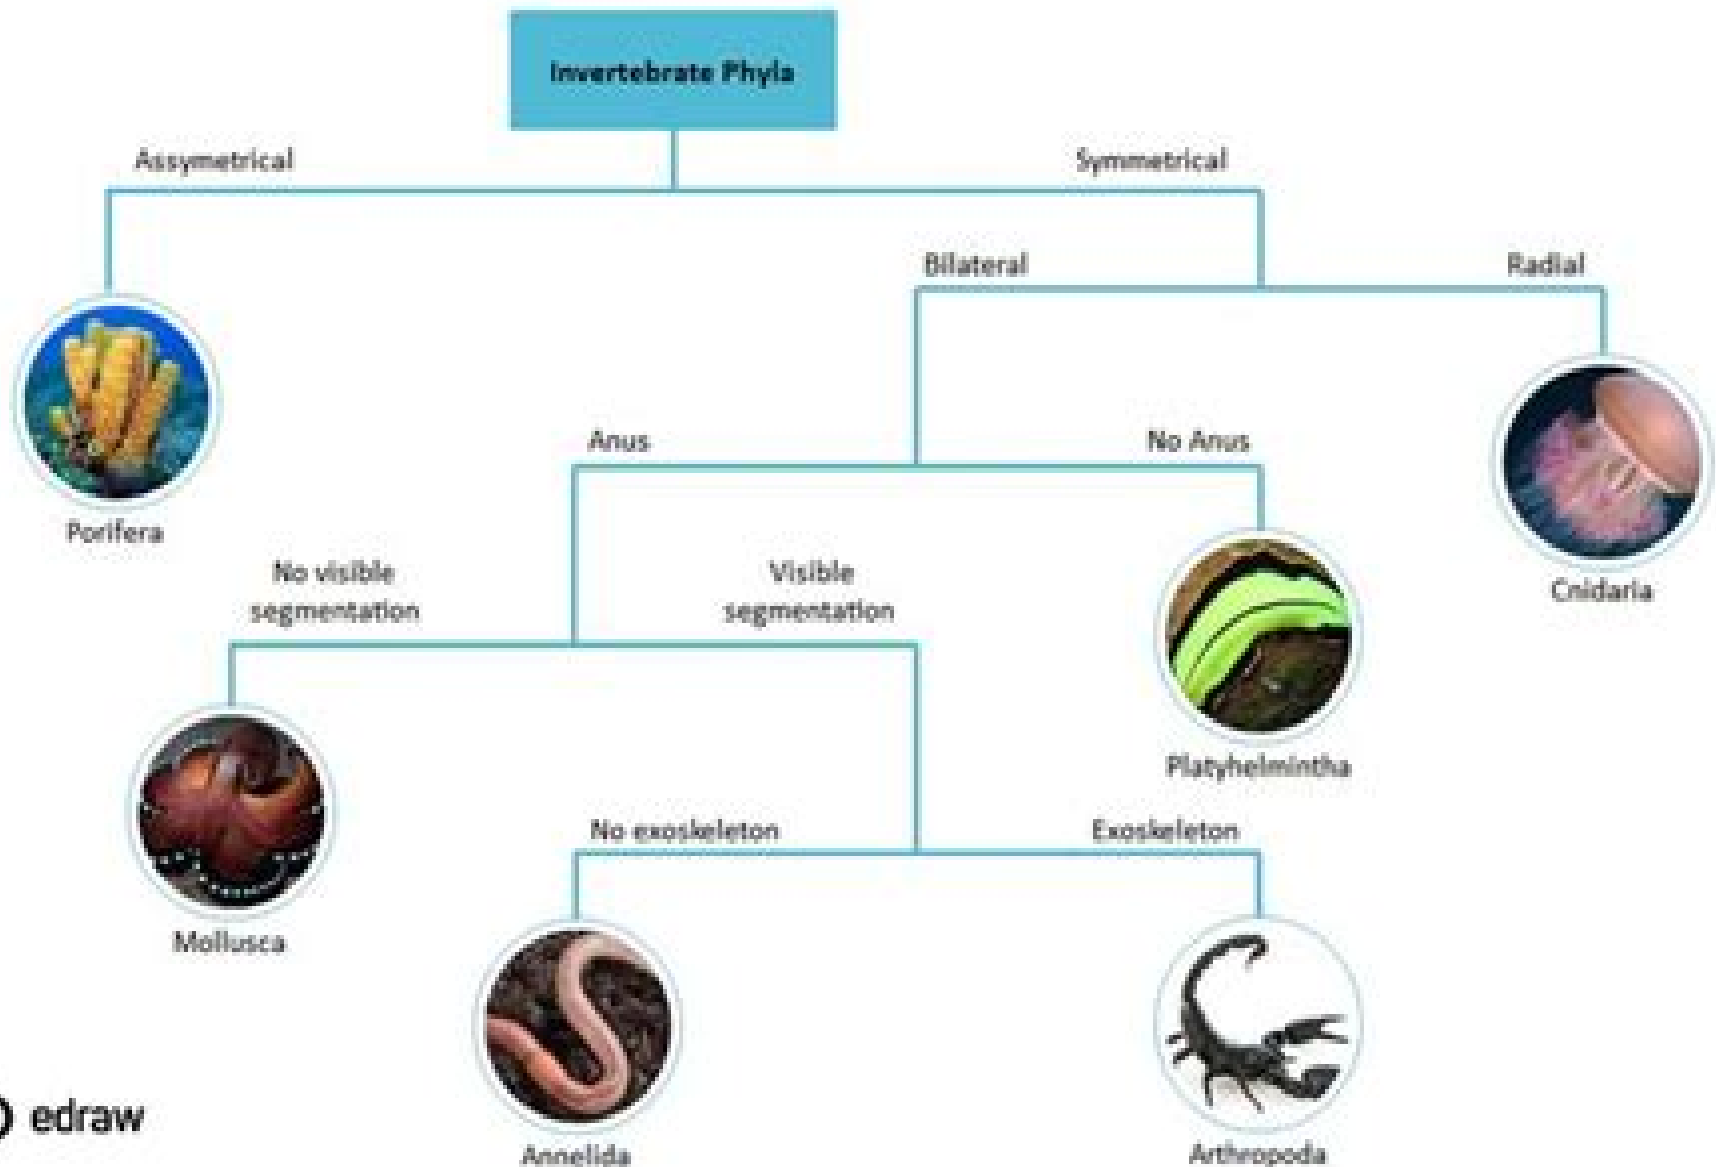 Invertebrate Phyla
Assymetrical
Symmetrical
Bilateral
Radial
Anus
No Anus
Porifera
No visible
segmentation
Visible
segmentation
Cnidaria
Platyhelmintha
No exoskeleton
Exoskeleton
Mollusca
Annelida
Arthropoda
edraw